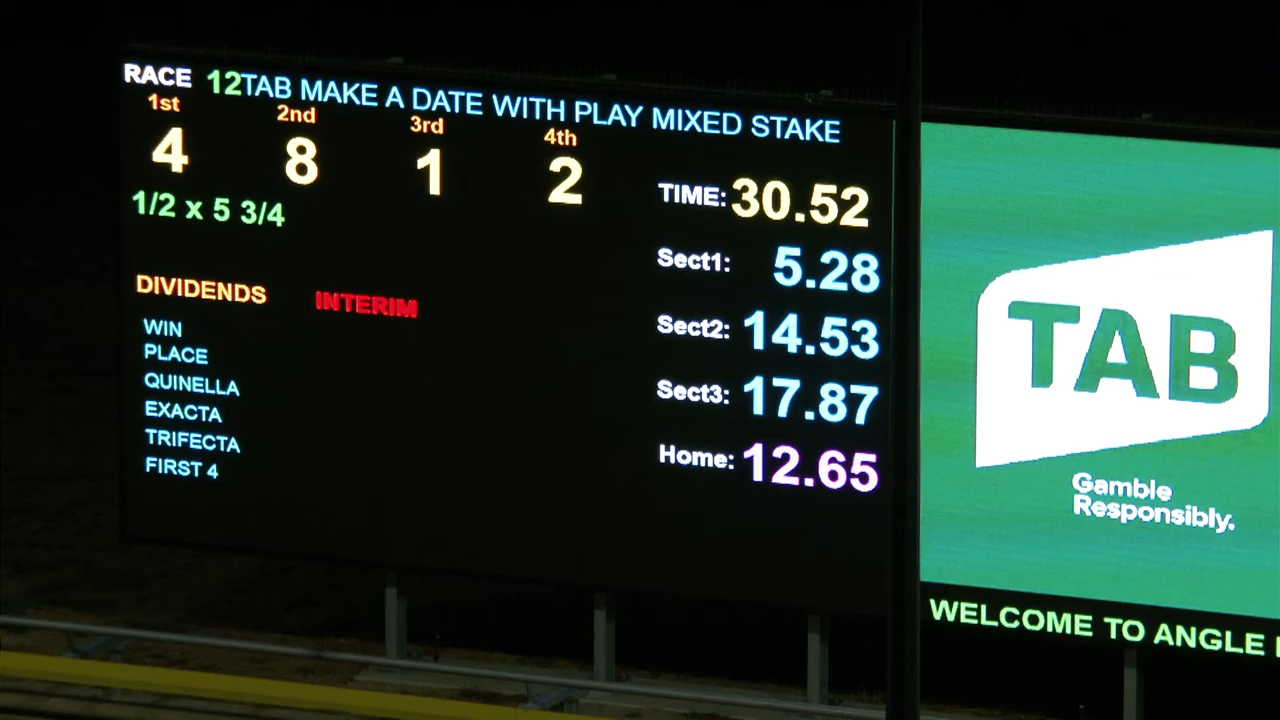 RACE 12TAB MAKE A DATE WITH PLAY MIXED STAKE
1st 2nd 3rd 4th
4 8 1 2
1/2 x 5 3/4
TIME: 30.52
Sect1: 5.28
Sect2: 14.53
Sect3: 17.87
Home: 12.65
DIVIDENDS INTERIM
WIN
PLACE
QUINELLA
EXACTA
TRIFECTA
FIRST 4
TAB
Gamble
Responsibly.
WELCOME TO ANGLE